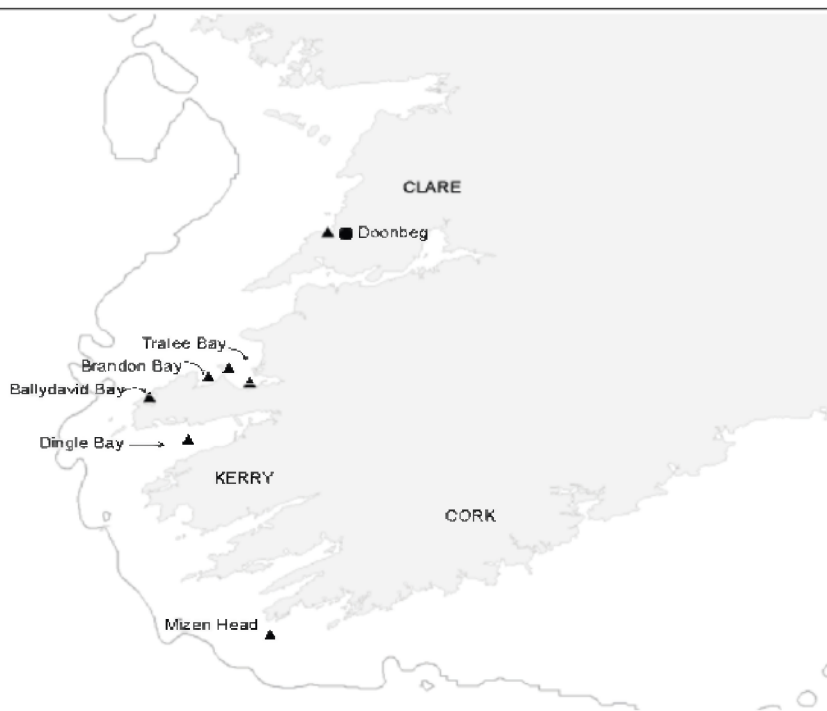 CLARE
Doonbeg
Tralee Bay
Brandon Bay
Ballydavid Bay
Dingle Bay
KERRY
CORK
Mizen Head